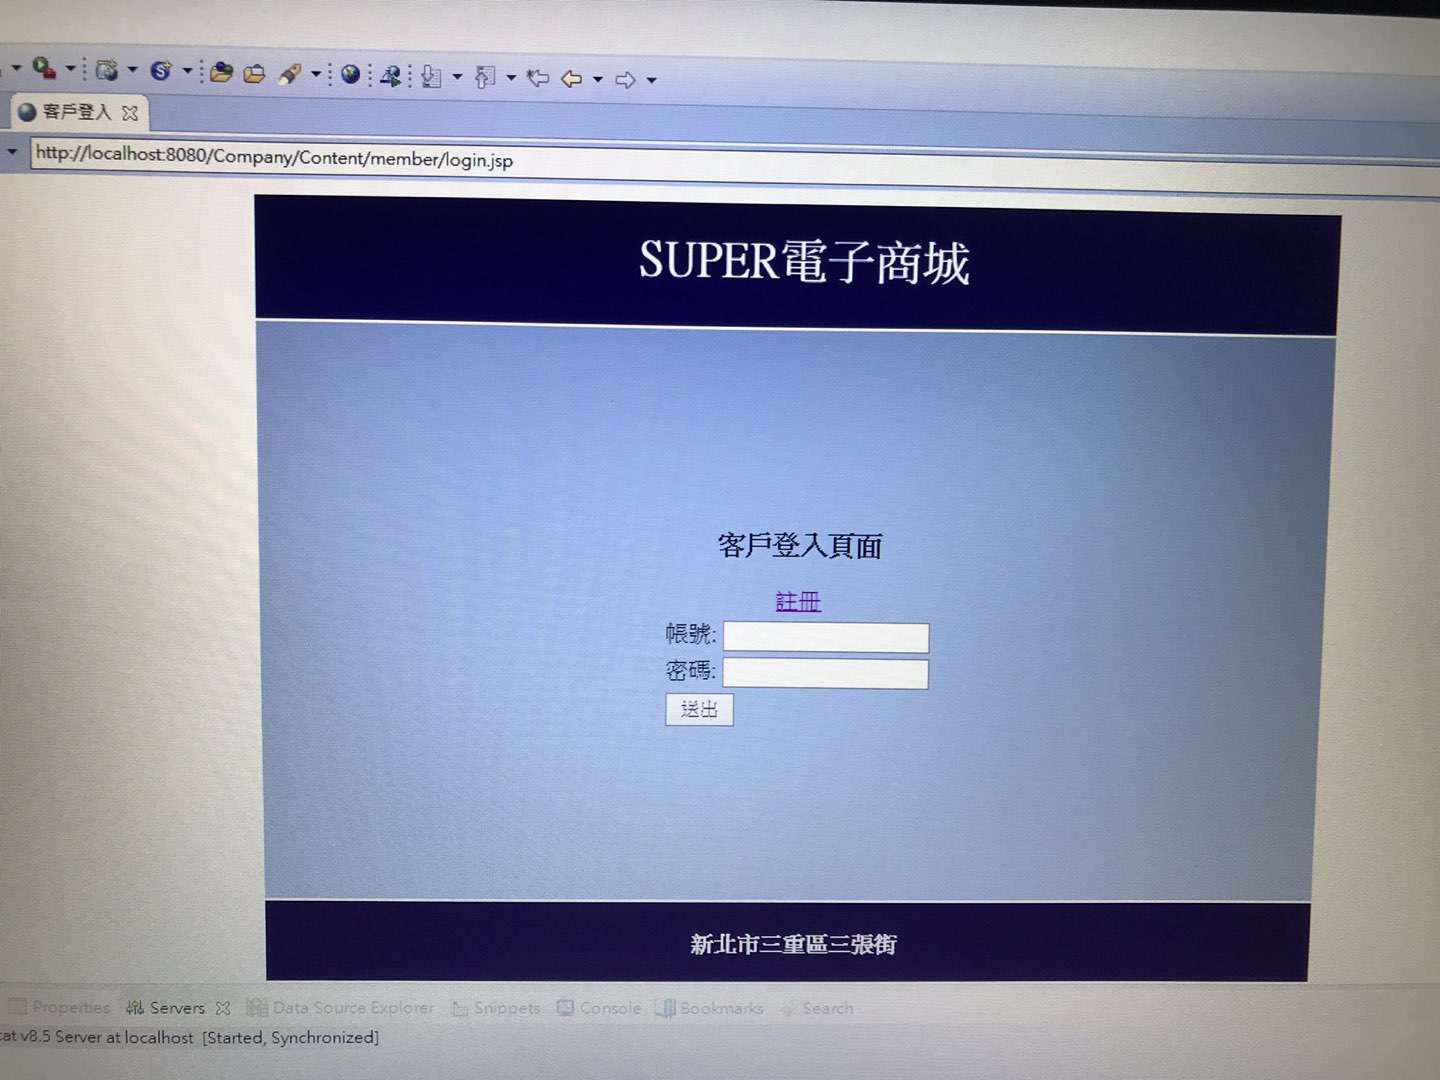 客戶登入
http://localhost:8080/Company/Content/member/login.jsp
SUPER電子商城
客戶登入頁面
註冊
帳號:
密碼:
送出
新北市三重區三張街
Properties Servers Data Source Explorer Snippets Console Bookmarks Search
cat v8.5 Server at localhost [Started, Synchronized]